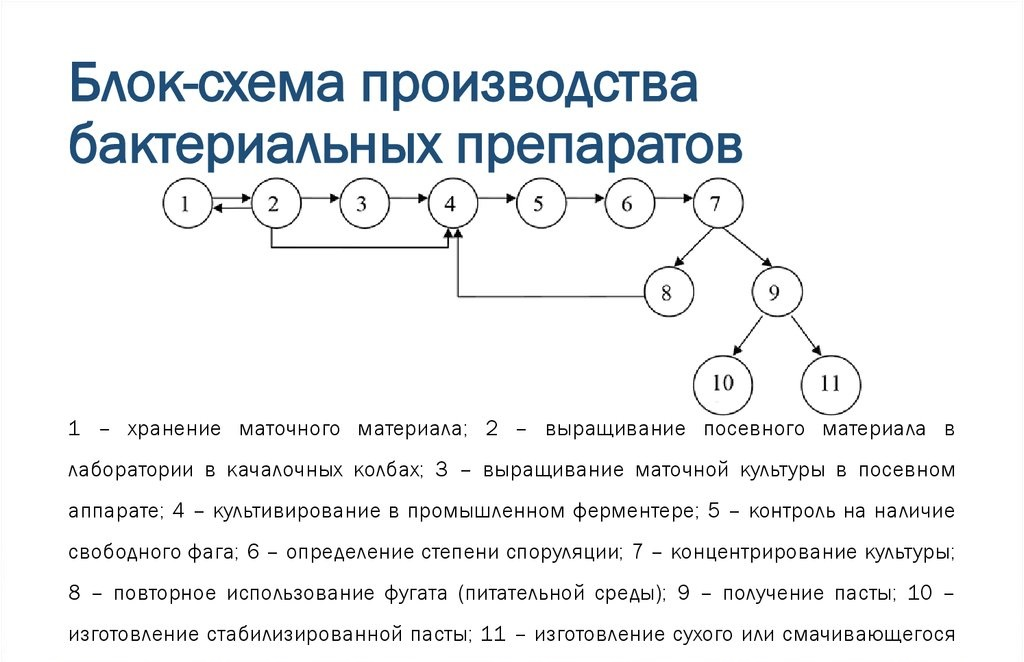 Блок-схема производства
бактериальных препаратов
1 2 3 4 5 6 7
8 9
10 11
1 – хранение маточного материала; 2 – выращивание посевного материала в
лаборатории в качалочных колбах; 3 – выращивание маточной культуры в посевном
аппарате; 4 – культивирование в промышленном ферментере; 5 – контроль на наличие
свободного фага; 6 – определение степени споруляции; 7 – концентрирование культуры;
8 – повторное использование фугата (питательной среды); 9 – получение пасты; 10 –
изготовление стабилизированной пасты; 11 – изготовление сухого или смачивающегося